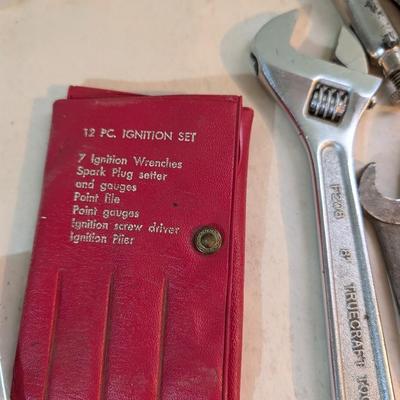 12 PC. IGNITION SET
7 Ignition Wrenches
Spark Plug setter
and gauges
Point file
Point gauges
Ignition screw driver
Ignition Plier
8"
TRUECRAFT